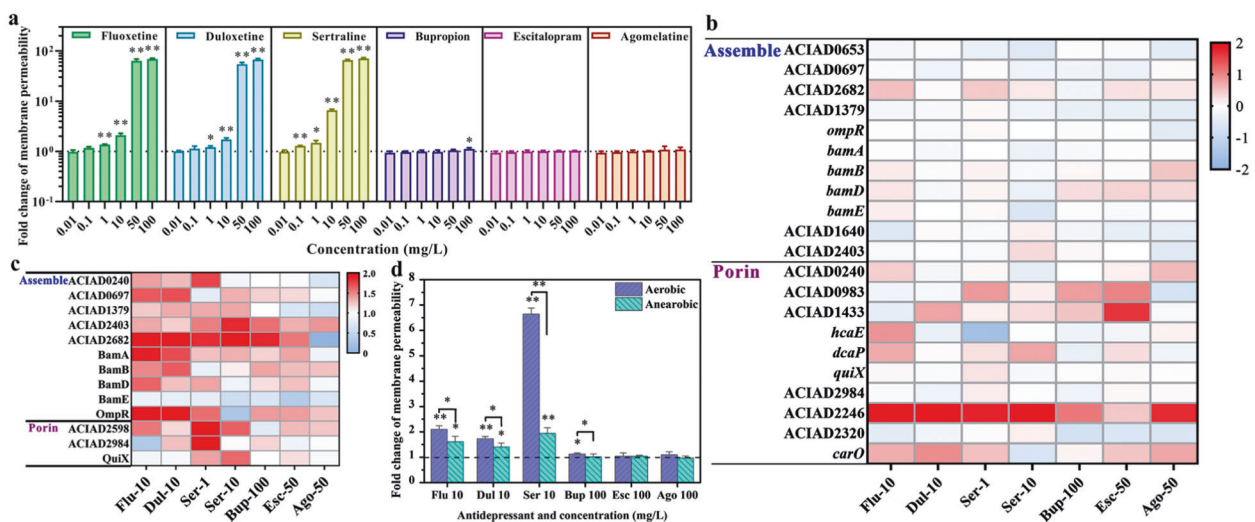 a
Fluoxetine Duloxetine Sertraline Bupropion Escitalopram Agomelatine
Fold change of membrane permeability
10²
10¹
10⁰
10⁻¹
** ** ** **
* ** ** **
** * ** ** **
*
0.01 0.1 1 10 50 100 0.01 0.1 1 10 50 100 0.01 0.1 1 10 50 100 0.01 0.1 1 10 50 100 0.01 0.1 1 10 50 100 0.01 0.1 1 10 50 100
Concentration (mg/L)
b
Assemble ACIAD0653
ACIAD0697
ACIAD2682
ACIAD1379
ompR
bamA
bamB
bamD
bamE
ACIAD1640
ACIAD2403
Porin ACIAD0240
ACIAD0983
ACIAD1433
hcaE
dcaP
quiX
ACIAD2984
ACIAD2246
ACIAD2320
carO
Flu-10 Dul-10 Ser-1 Ser-10 Bup-100 Esc-50 Ago-50
2
1
0
-1
-2
c
Assemble ACIAD0240
ACIAD0697
ACIAD1379
ACIAD2403
ACIAD2682
BamA
BamB
BamD
BamE
OmpR
Porin ACIAD2598
ACIAD2984
QuiX
Flu-10 Dul-10 Ser-1 Ser-10 Bup-100 Esc-50 Ago-50
2.0
1.5
1.0
0.5
0
d
Aerobic
Anearobic
Fold change of membrane permeability
8
7
6
5
4
3
2
1
0
* ** *
* ** *
** ** **
* *
Flu 10 Dul 10 Ser 10 Bup 100 Esc 100 Ago 100
Antidepressant and concentration (mg/L)